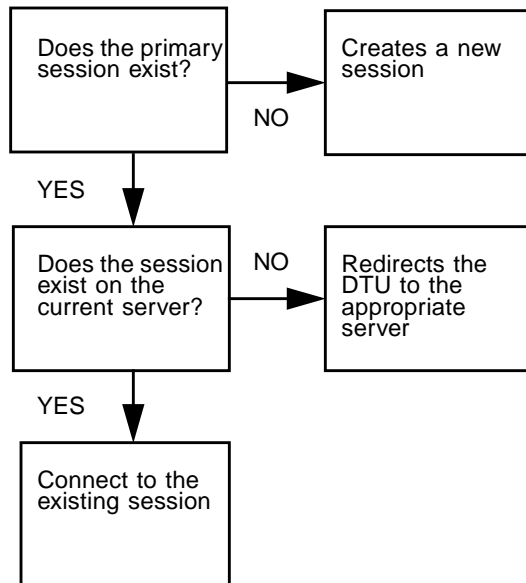 Does the primary
session exist?
Creates a new
session
NO
YES
Does the session
exist on the
current server?
NO
Redirects the
DTU to the
appropriate
server
YES
Connect to the
existing session